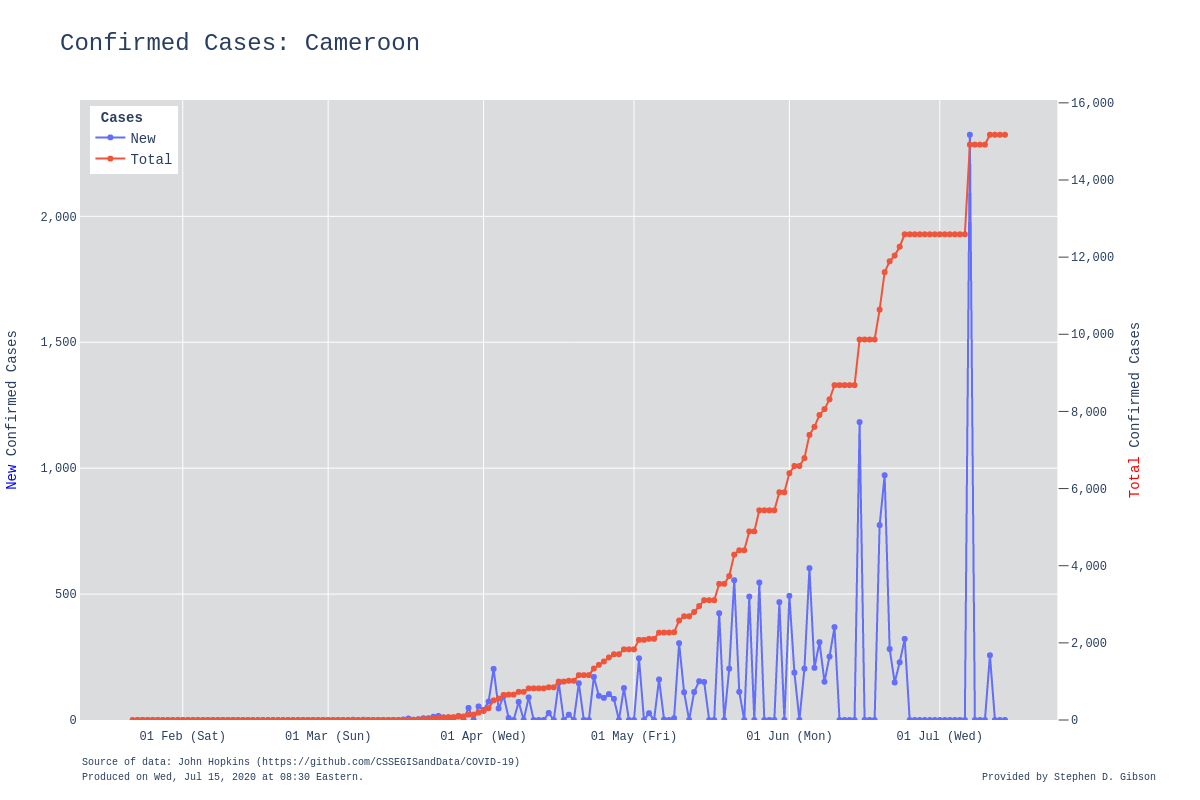 Confirmed Cases: Cameroon
Cases
New
Total
16,000
14,000
12,000
10,000
8,000
6,000
4,000
2,000
0
2,000
1,500
1,000
500
0
New Confirmed Cases
Total Confirmed Cases
01 Feb (Sat)
01 Mar (Sun)
01 Apr (Wed)
01 May (Fri)
01 Jun (Mon)
01 Jul (Wed)
Source of data: John Hopkins (https://github.com/CSSEGISandData/COVID-19)
Produced on Wed, Jul 15, 2020 at 08:30 Eastern.
Provided by Stephen D. Gibson